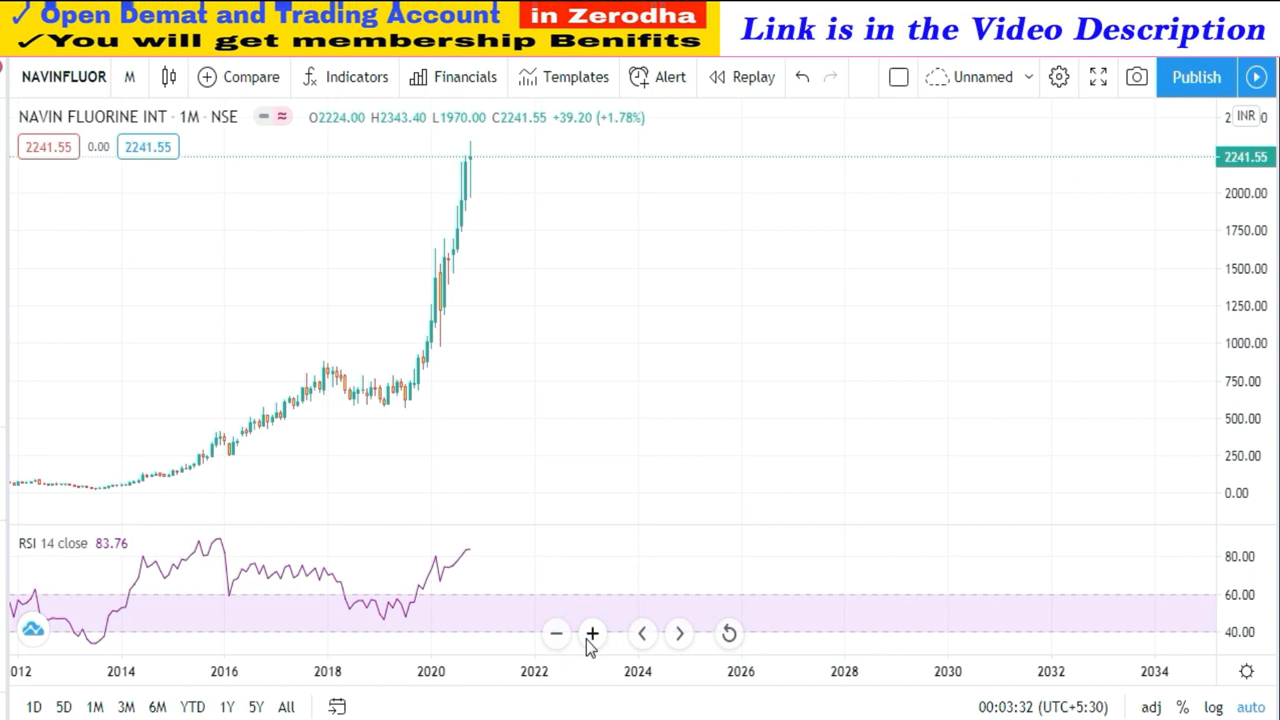 ✓ Open Demat and Trading Account in Zerodha
✓You will get membership Benifits
Link is in the Video Description
NAVINFLUOR M Compare Indicators Financials Templates Alert Replay Unnamed Publish
NAVIN FLUORINE INT · 1M · NSE O2224.00 H2343.40 L1970.00 C2241.55 +39.20 (+1.78%)
INR
2241.55 0.00 2241.55
2241.55
2000.00
1750.00
1500.00
1250.00
1000.00
750.00
500.00
250.00
0.00
RSI 14 close 83.76
80.00
60.00
40.00
012 2014 2016 2018 2020 2022 2024 2026 2028 2030 2032 2034
1D 5D 1M 3M 6M YTD 1Y 5Y All 00:03:32 (UTC+5:30) adj % log auto